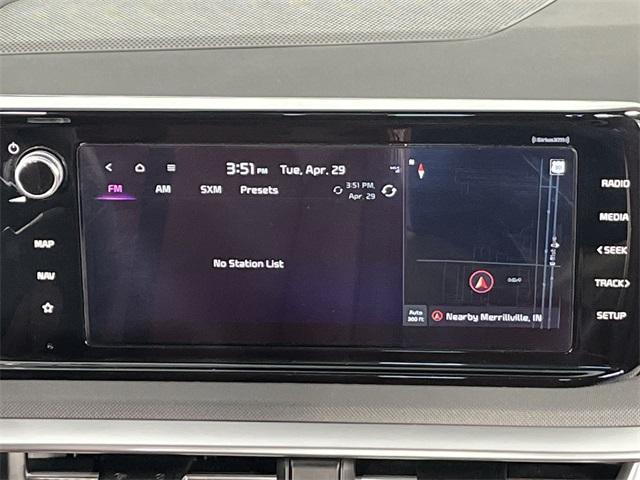 ((SiriusXM))
3:51 PM Tue, Apr. 29
FM AM SXM Presets
3:51 PM,
Apr. 29
No Station List
Auto
300 ft
Nearby Merrillville, IN
MAP
NAV
RADIO
MEDIA
<SEEK
TRACK>
SETUP